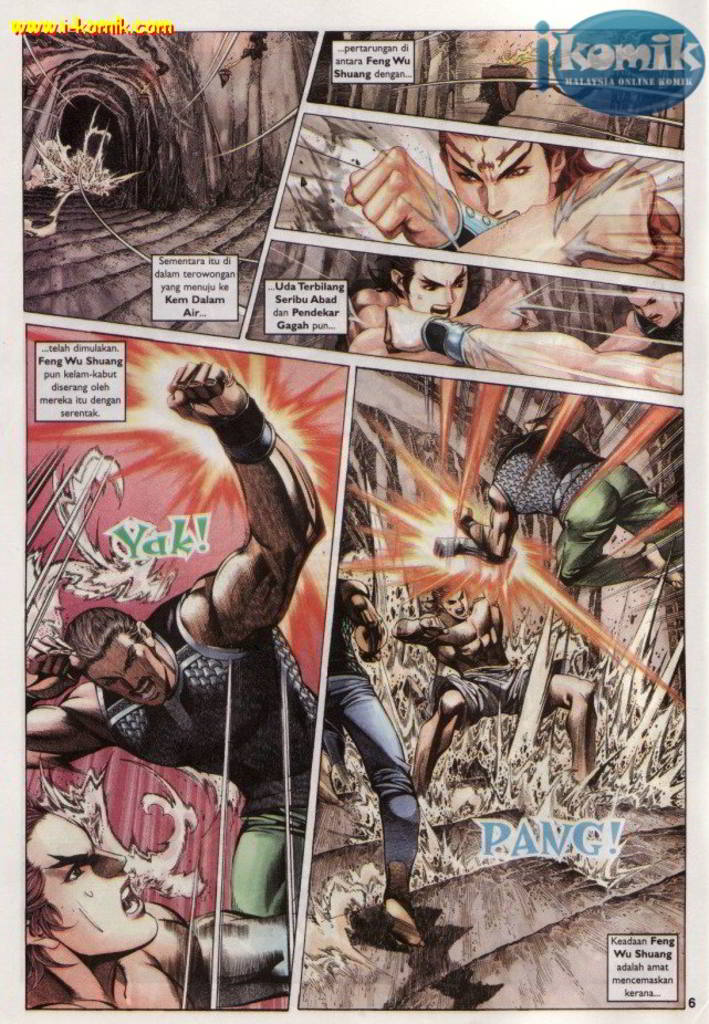 www.i-komik.com
ikomik
MALAYSIA ONLINE KOMIK
...pertarungan di
antara Feng Wu
Shuang dengan...
Sementara itu di
dalam terowongan
yang menuju ke
Kem Dalam
Air...
...Uda Terbilang
Seribu Abad
dan Pendekar
Gagah pun...
...telah dimulakan.
Feng Wu Shuang
pun kelam-kabut
diserang oleh
mereka itu dengan
serentak.
Yak!
PANG!
Keadaan Feng
Wu Shuang
adalah amat
mencemaskan
kerana...
6